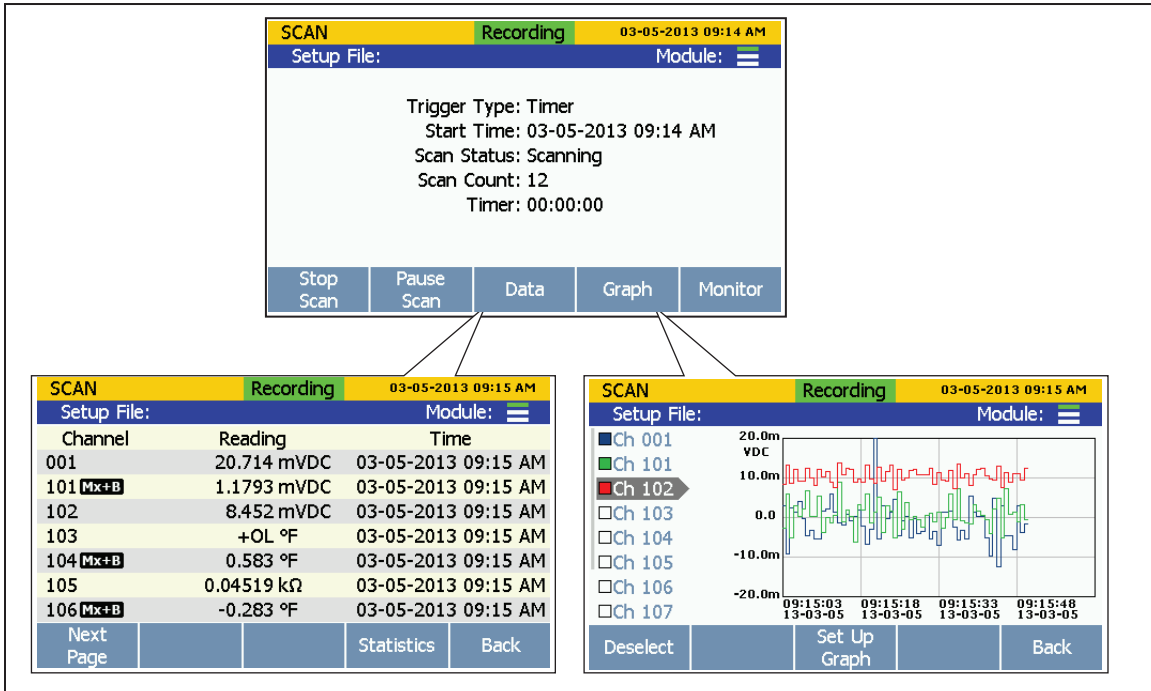 SCAN Recording 03-05-2013 09:14 AM
Setup File: Module:
Trigger Type: Timer
Start Time: 03-05-2013 09:14 AM
Scan Status: Scanning
Scan Count: 12
Timer: 00:00:00
Stop Scan Pause Scan Data Graph Monitor
SCAN Recording 03-05-2013 09:15 AM
Setup File: Module:
Channel Reading Time
001 20.714 mVDC 03-05-2013 09:15 AM
101 Mx+B 1.1793 mVDC 03-05-2013 09:15 AM
102 8.452 mVDC 03-05-2013 09:15 AM
103 +OL °F 03-05-2013 09:15 AM
104 Mx+B 0.583 °F 03-05-2013 09:15 AM
105 0.04519 kΩ 03-05-2013 09:15 AM
106 Mx+B -0.283 °F 03-05-2013 09:15 AM
Next Page Statistics Back
SCAN Recording 03-05-2013 09:15 AM
Setup File: Module:
Ch 001
Ch 101
Ch 102
Ch 103
Ch 104
Ch 105
Ch 106
Ch 107
20.0m
VDC
10.0m
0.0
-10.0m
-20.0m
09:15:03 09:15:18 09:15:33 09:15:48
13-03-05 13-03-05 13-03-05 13-03-05
Deselect Set Up Graph Back